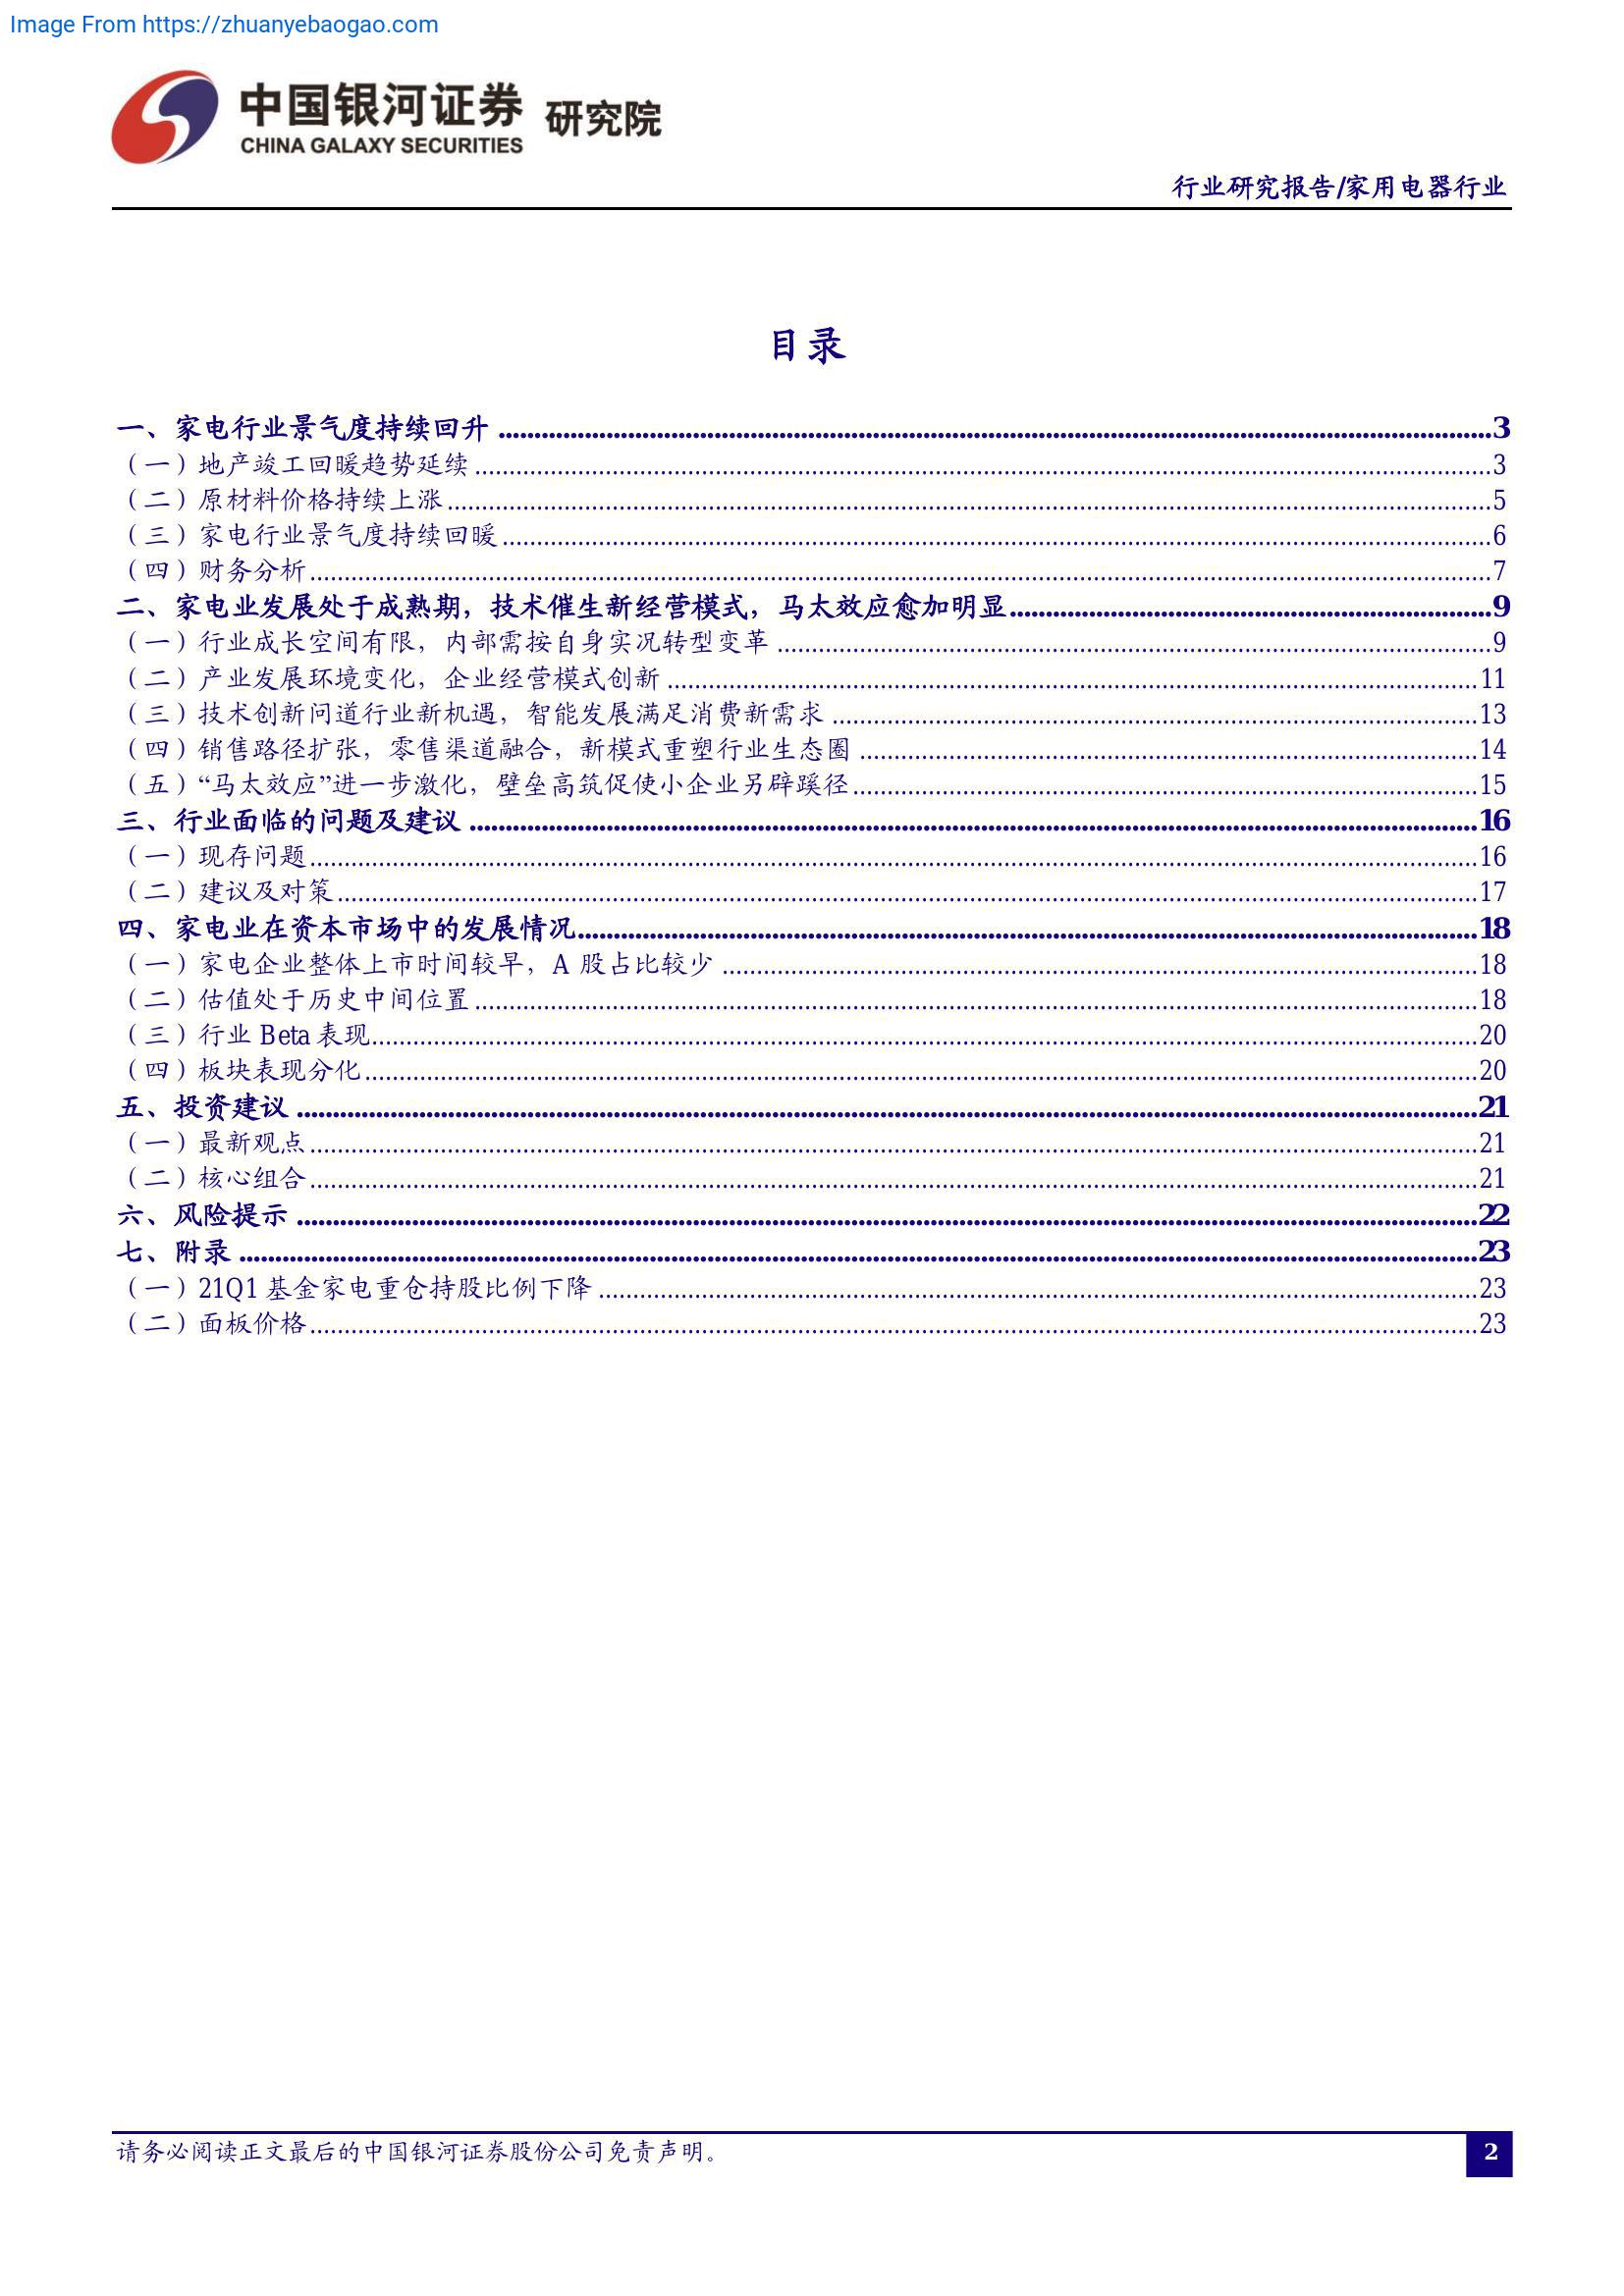 Image From https://zhuanyebaogao.com
中国银河证券 研究院
CHINA GALAXY SECURITIES
行业研究报告/家用电器行业
目录
一、家电行业景气度持续回升 3
（一）地产竣工回暖趋势延续 3
（二）原材料价格持续上涨 5
（三）家电行业景气度持续回暖 6
（四）财务分析 7
二、家电业发展处于成熟期，技术催生新经营模式，马太效应愈加明显 9
（一）行业成长空间有限，内部需按自身实况转型变革 9
（二）产业发展环境变化，企业经营模式创新 11
（三）技术创新问道行业新机遇，智能发展满足消费新需求 13
（四）销售路径扩张，零售渠道融合，新模式重塑行业生态圈 14
（五）“马太效应”进一步激化，壁垒高筑促使小企业另辟蹊径 15
三、行业面临的问题及建议 16
（一）现存问题 16
（二）建议及对策 17
四、家电业在资本市场中的发展情况 18
（一）家电企业整体上市时间较早，A 股占比较少 18
（二）估值处于历史中间位置 18
（三）行业 Beta 表现 20
（四）板块表现分化 20
五、投资建议 21
（一）最新观点 21
（二）核心组合 21
六、风险提示 22
七、附录 23
（一）21Q1 基金家电重仓持股比例下降 23
（二）面板价格 23
请务必阅读正文最后的中国银河证券股份公司免责声明。
2